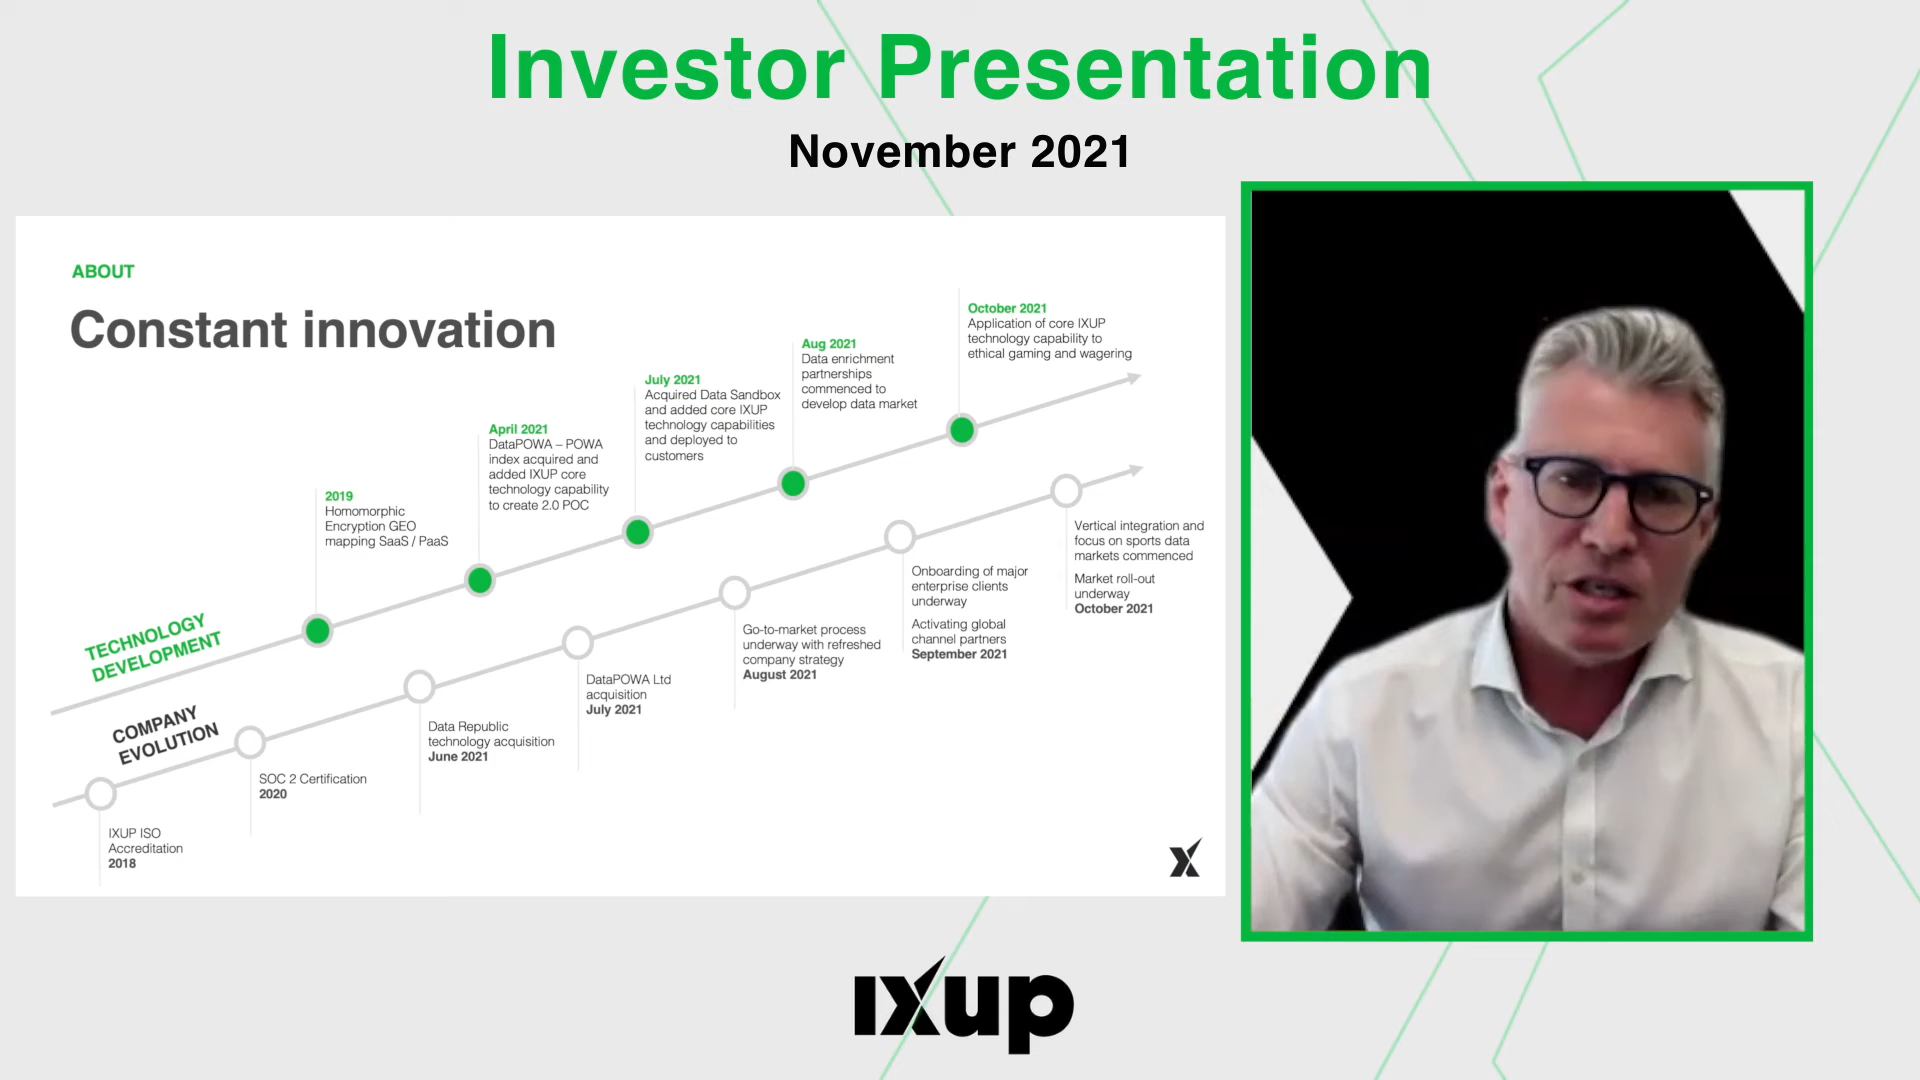 Investor Presentation
November 2021
ABOUT
Constant innovation
TECHNOLOGY
DEVELOPMENT
2019
Homomorphic
Encryption GEO
mapping SaaS / PaaS
April 2021
DataPOWA – POWA
index acquired and
added IXUP core
technology capability
to create 2.0 POC
July 2021
Acquired Data Sandbox
and added core IXUP
technology capabilities
and deployed to
customers
Aug 2021
Data enrichment
partnerships
commenced to
develop data market
October 2021
Application of core IXUP
technology capability to
ethical gaming and wagering
COMPANY
EVOLUTION
IXUP ISO
Accreditation
2018
SOC 2 Certification
2020
Data Republic
technology acquisition
June 2021
DataPOWA Ltd
acquisition
July 2021
Go-to-market process
underway with refreshed
company strategy
August 2021
Onboarding of major
enterprise clients
underway
Activating global
channel partners
September 2021
Vertical integration and
focus on sports data
markets commenced
Market roll-out
underway
October 2021
X
ixup